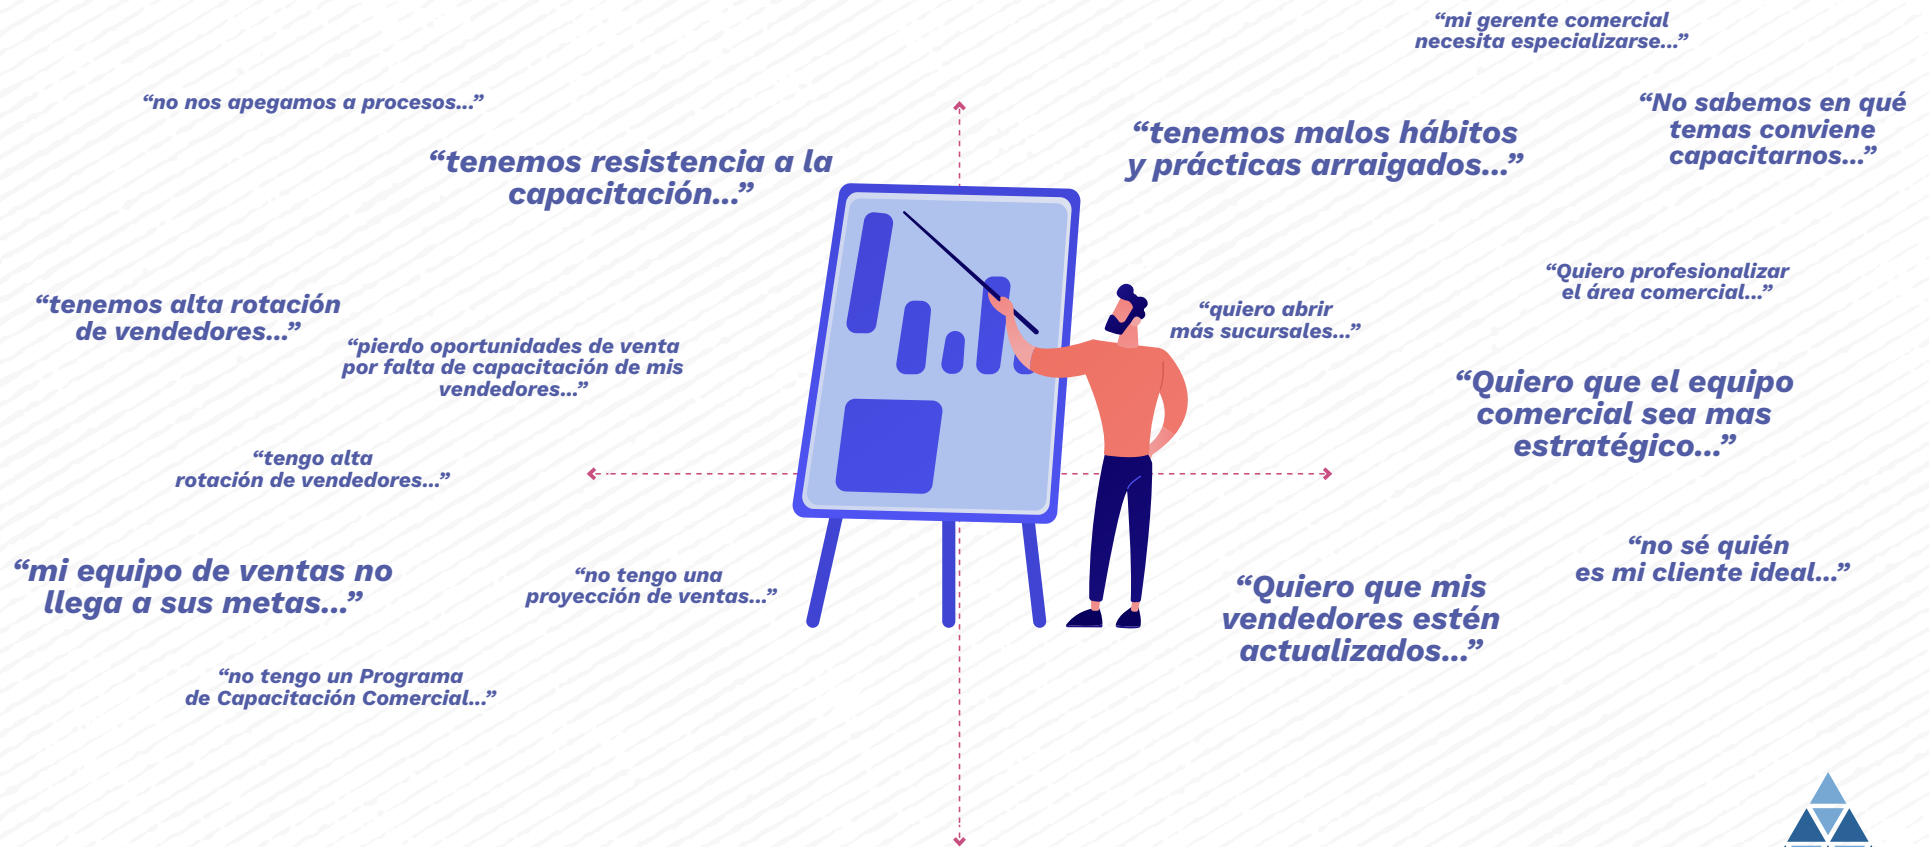 “mi gerente comercial
necesita especializarse...”
“no nos apegamos a procesos...”
“No sabemos en qué
temas conviene
capacitarnos...”
“tenemos malos hábitos
y prácticas arraigados...”
“tenemos resistencia a la
capacitación...”
“Quiero profesionalizar
el área comercial...”
“tenemos alta rotación
de vendedores...”
“quiero abrir
más sucursales...”
“pierdo oportunidades de venta
por falta de capacitación de mis
vendedores...”
“Quiero que el equipo
comercial sea mas
estratégico...”
“tengo alta
rotación de vendedores...”
“no sé quién
es mi cliente ideal...”
“mi equipo de ventas no
llega a sus metas...”
“no tengo una
proyección de ventas...”
“Quiero que mis
vendedores estén
actualizados...”
“no tengo un Programa
de Capacitación Comercial...”